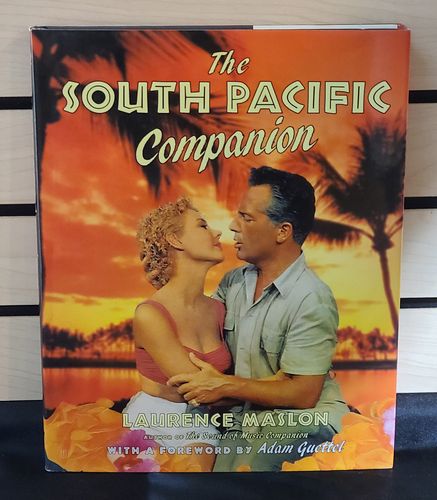 The
SOUTH PACIFIC
Companion
LAURENCE MASLON
AUTHOR OF The Sound of Music Companion
WITH A FOREWORD BY Adam Guettel